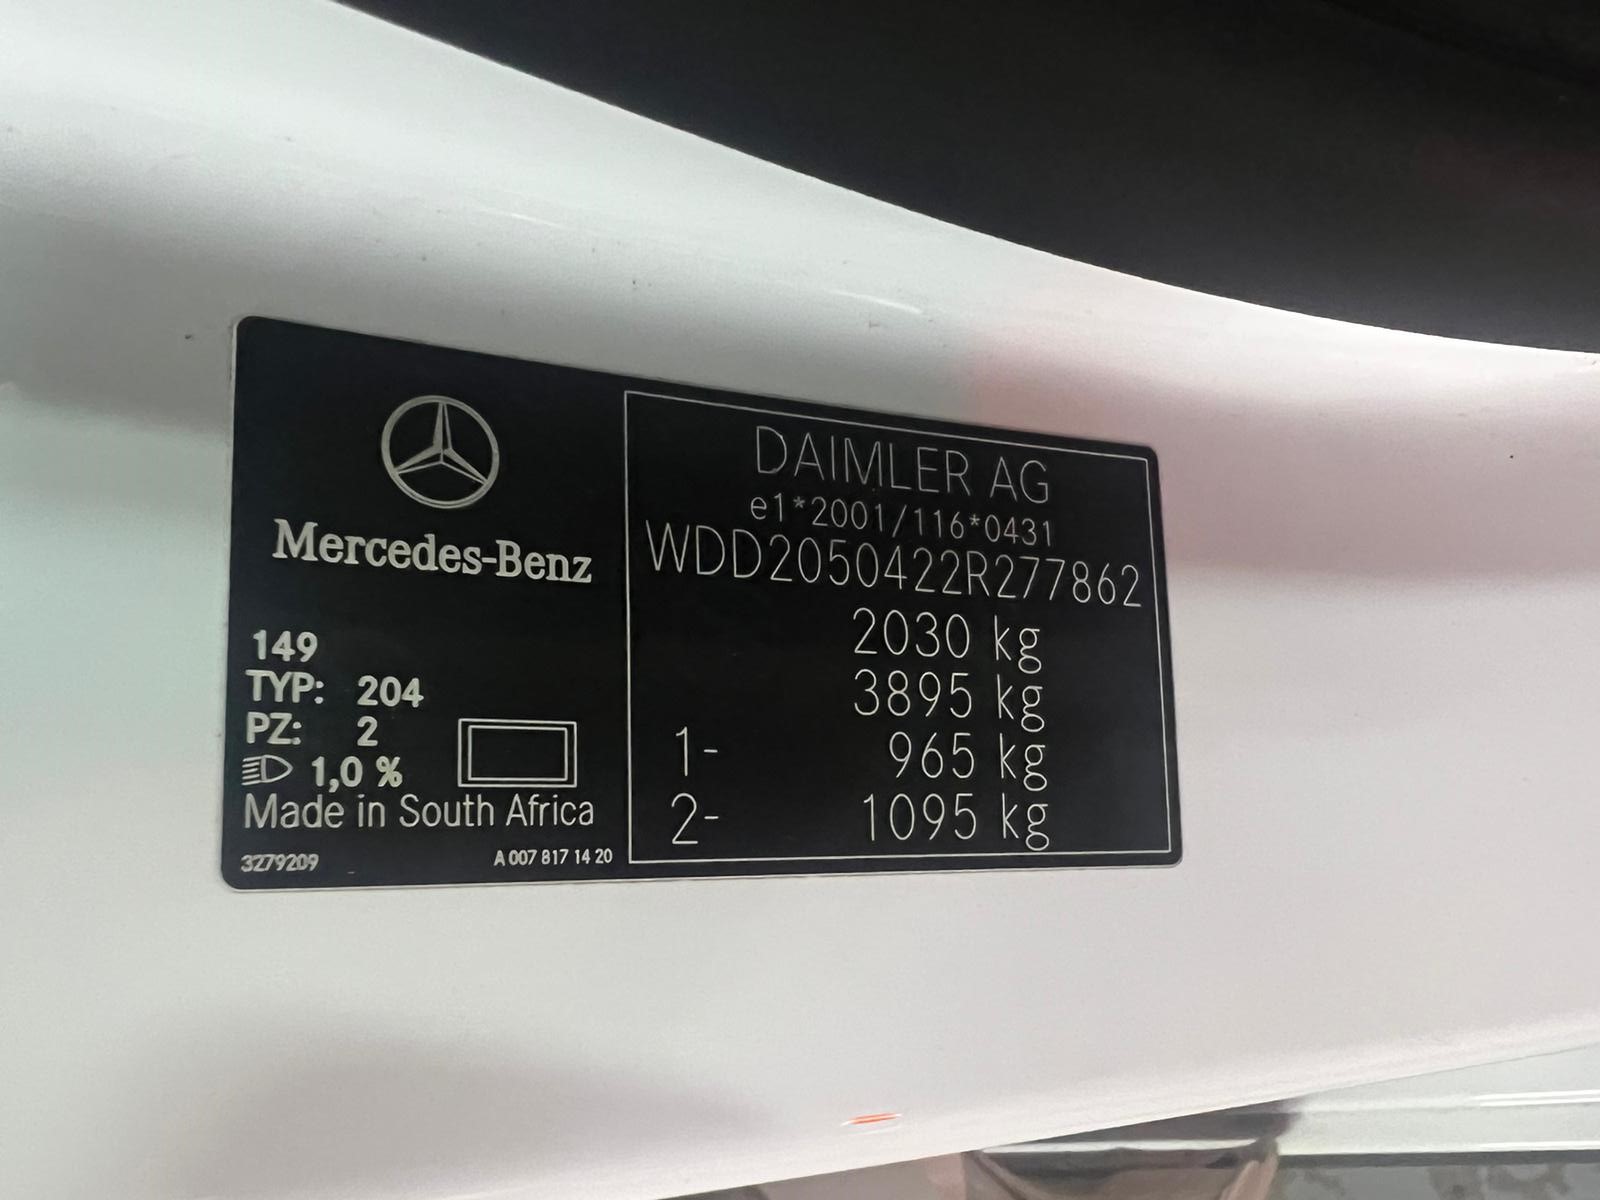 Mercedes-Benz
149
TYP: 204
PZ: 2
1,0 %
Made in South Africa
3279209 A 007 817 14 20
DAIMLER AG
e1*2001/116*0431
WDD2050422R277862
2030 kg
3895 kg
1- 965 kg
2- 1095 kg